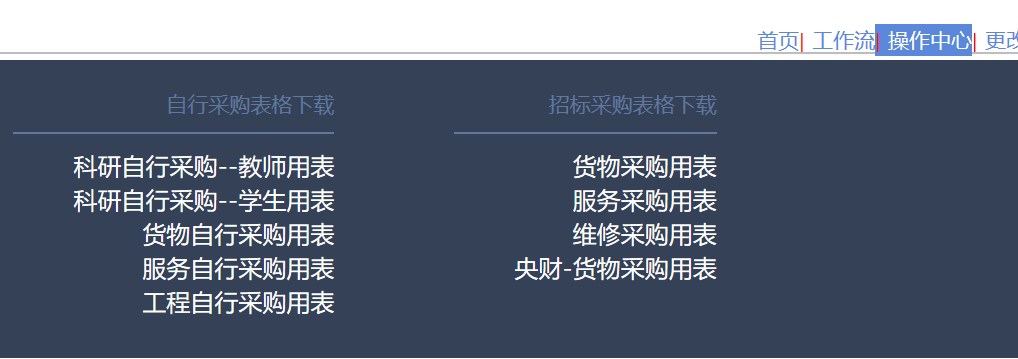 首页| 工作流| 操作中心| 更改
自行采购表格下载
科研自行采购--教师用表
科研自行采购--学生用表
货物自行采购用表
服务自行采购用表
工程自行采购用表
招标采购表格下载
货物采购用表
服务采购用表
维修采购用表
央财-货物采购用表